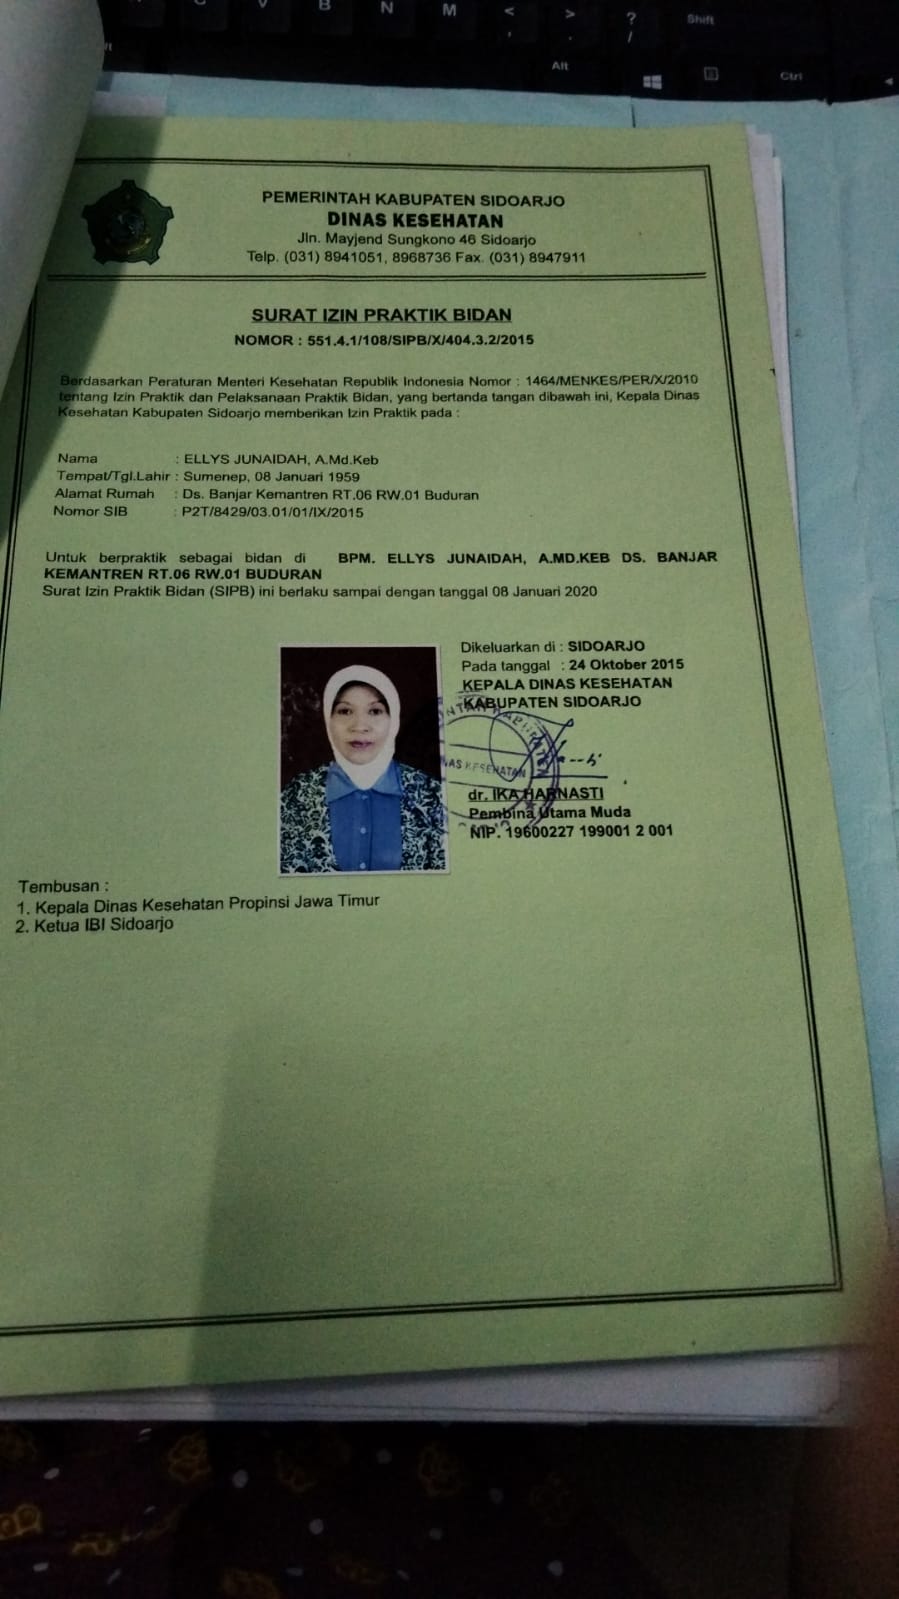 C V B N M < > ? Shift
, . /
Alt Ctrl
PEMERINTAH KABUPATEN SIDOARJO
DINAS KESEHATAN
Jln. Mayjend Sungkono 46 Sidoarjo
Telp. (031) 8941051, 8968736 Fax. (031) 8947911
SURAT IZIN PRAKTIK BIDAN
NOMOR : 551.4.1/108/SIPB/X/404.3.2/2015
Berdasarkan Peraturan Menteri Kesehatan Republik Indonesia Nomor : 1464/MENKES/PER/X/2010
tentang Izin Praktik dan Pelaksanaan Praktik Bidan, yang bertanda tangan dibawah ini, Kepala Dinas
Kesehatan Kabupaten Sidoarjo memberikan Izin Praktik pada :
Nama : ELLYS JUNAIDAH, A.Md.Keb
Tempat/Tgl.Lahir : Sumenep, 08 Januari 1959
Alamat Rumah : Ds. Banjar Kemantren RT.06 RW.01 Buduran
Nomor SIB : P2T/8429/03.01/01/IX/2015
Untuk berpraktik sebagai bidan di BPM. ELLYS JUNAIDAH, A.MD.KEB DS. BANJAR
KEMANTREN RT.06 RW.01 BUDURAN
Surat Izin Praktik Bidan (SIPB) ini berlaku sampai dengan tanggal 08 Januari 2020
Dikeluarkan di : SIDOARJO
Pada tanggal : 24 Oktober 2015
KEPALA DINAS KESEHATAN
KABUPATEN SIDOARJO
KABUPATEN
KESEHATAN
dr. IKA HARNASTI
Pembina Utama Muda
NIP. 19600227 199001 2 001
Tembusan :
1. Kepala Dinas Kesehatan Propinsi Jawa Timur
2. Ketua IBI Sidoarjo